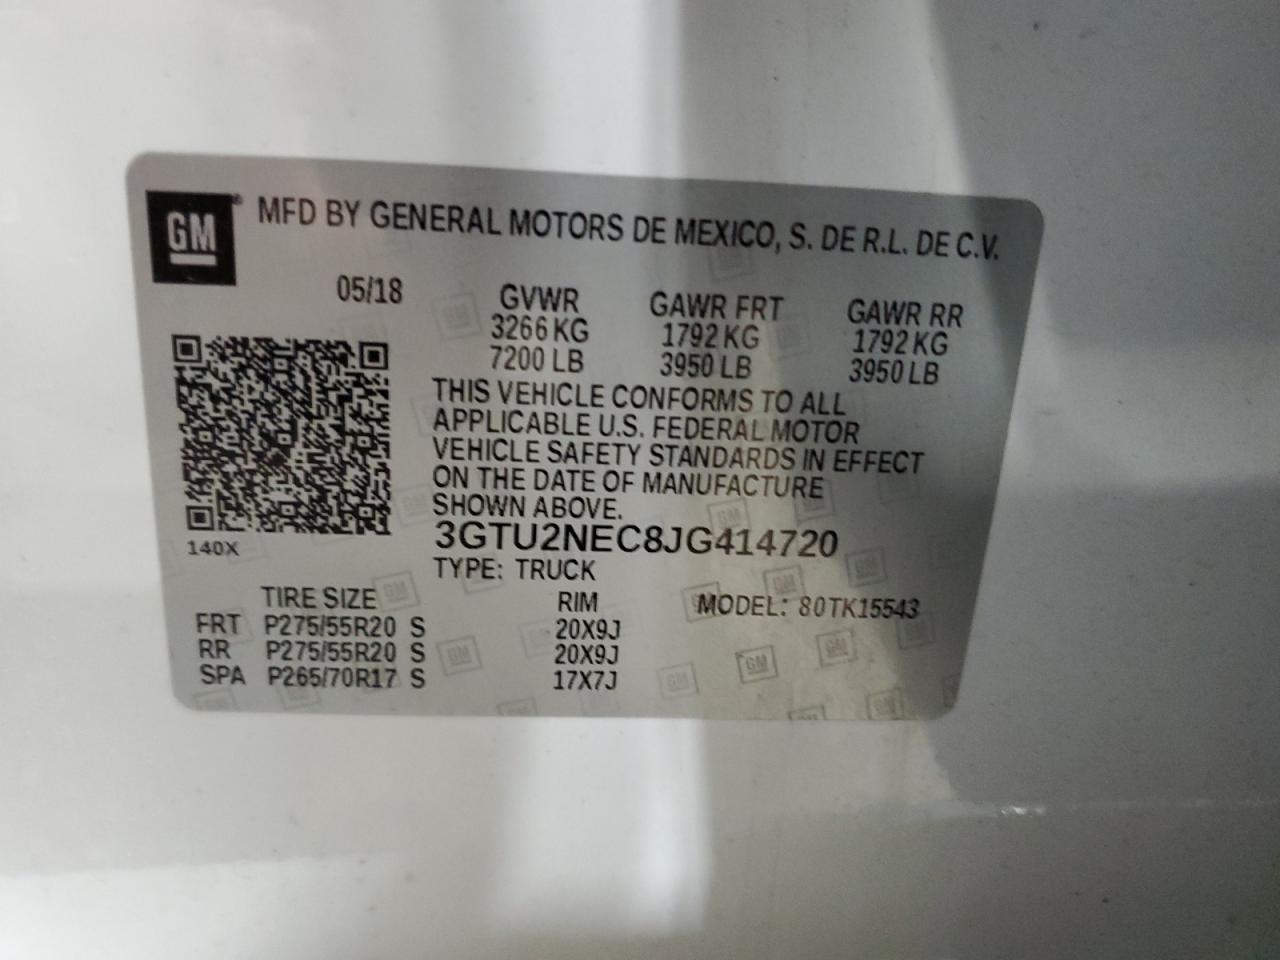 GM® MFD BY GENERAL MOTORS DE MEXICO, S. DE R.L. DE C.V.
05/18 GVWR GAWR FRT GAWR RR
3266 KG 1792 KG 1792 KG
7200 LB 3950 LB 3950 LB
THIS VEHICLE CONFORMS TO ALL
APPLICABLE U.S. FEDERAL MOTOR
VEHICLE SAFETY STANDARDS IN EFFECT
ON THE DATE OF MANUFACTURE
SHOWN ABOVE.
3GTU2NEC8JG414720
140X
TYPE: TRUCK
TIRE SIZE RIM MODEL: 80TK15543
FRT P275/55R20 S 20X9J
RR P275/55R20 S 20X9J
SPA P265/70R17 S 17X7J